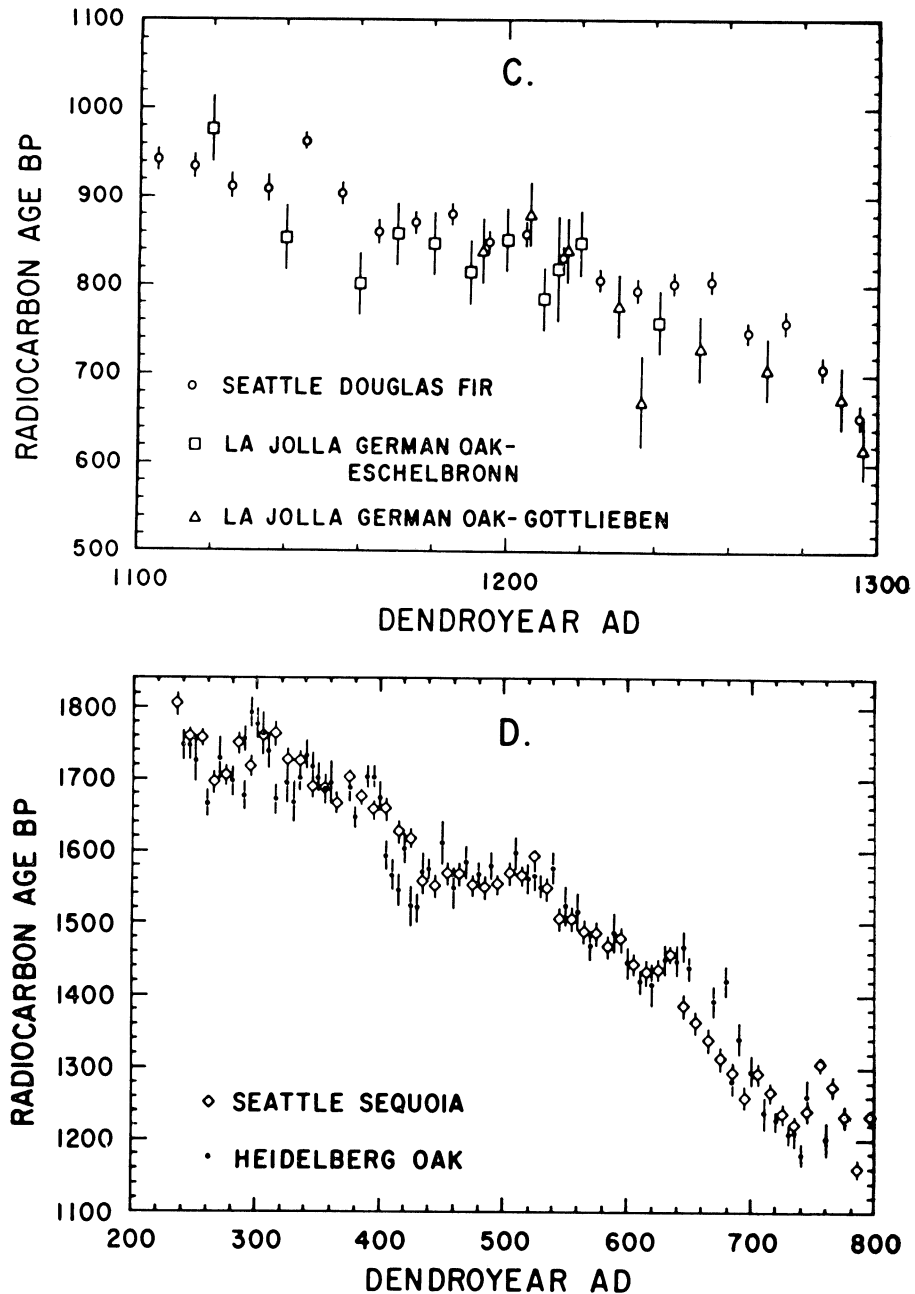 1100
1000
900
800
700
600
500
RADIOCARBON AGE BP
C.
SEATTLE DOUGLAS FIR
LA JOLLA GERMAN OAK-
ESCHELBRONN
LA JOLLA GERMAN OAK-GOTTLIEBEN
1100 1200 1300
DENDROYEAR AD
1800
1700
1600
1500
1400
1300
1200
1100
RADIOCARBON AGE BP
D.
SEATTLE SEQUOIA
HEIDELBERG OAK
200 300 400 500 600 700 800
DENDROYEAR AD